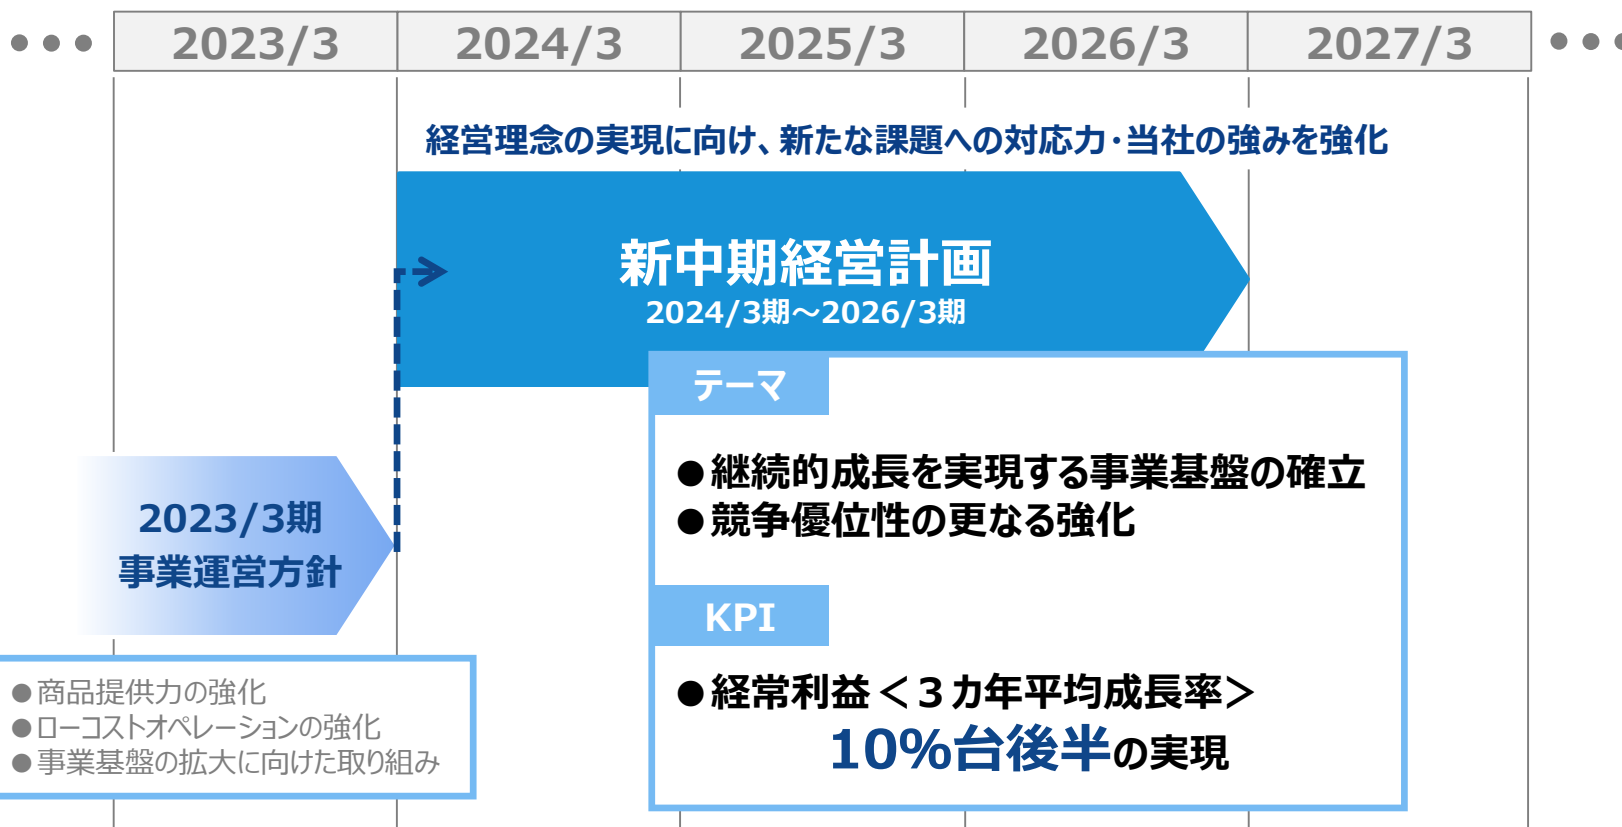 2023/3 2024/3 2025/3 2026/3 2027/3
経営理念の実現に向け、新たな課題への対応力・当社の強みを強化
新中期経営計画
2024/3期～2026/3期
テーマ
●継続的成長を実現する事業基盤の確立
●競争優位性の更なる強化
2023/3期
事業運営方針
KPI
●経常利益＜3カ年平均成長率＞
10%台後半の実現
●商品提供力の強化
●ローコストオペレーションの強化
●事業基盤の拡大に向けた取り組み